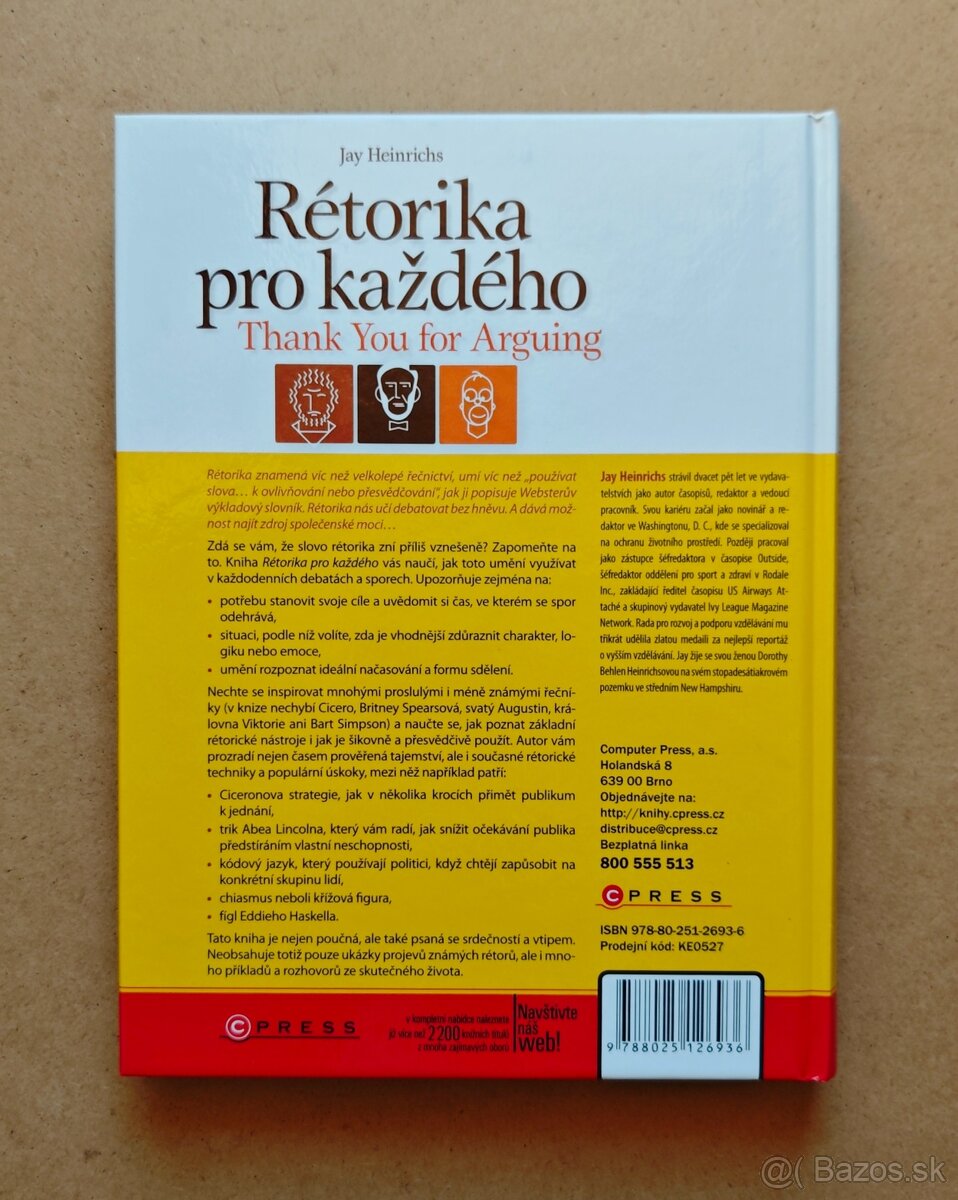 Jay Heinrichs
Rétorika
pro každého
Thank You for Arguing
Rétorika znamená víc než velkolepé řečnictví, umí víc než „používat
slova… k ovlivňování nebo přesvědčování“, jak ji popisuje Websterův
výkladový slovník. Rétorika nás učí debatovat bez hněvu. A dává mož-
nost najít zdroj společenské moci…
Zdá se vám, že slovo rétorika zní příliš vznešeně? Zapomeňte na
to. Kniha Rétorika pro každého vás naučí, jak toto umění využívat
v každodenních debatách a sporech. Upozorňuje zejména na:
• potřebu stanovit svoje cíle a uvědomit si čas, ve kterém se spor
odehrává,
• situaci, podle níž volíte, zda je vhodnější zdůraznit charakter, lo-
giku nebo emoce,
• umění rozpoznat ideální načasování a formu sdělení.
Nechte se inspirovat mnohými proslulými i méně známými řeční-
ky (v knize nechybí Cicero, Britney Spearsová, svatý Augustin, krá-
lovna Viktorie ani Bart Simpson) a naučte se, jak poznat základní
rétorické nástroje i jak je šikovně a přesvědčivě použít. Autor vám
prozradí nejen časem prověřená tajemství, ale i současné rétorické
techniky a populární úskoky, mezi něž například patří:
• Ciceronova strategie, jak v několika krocích přimět publikum
k jednání,
• trik Abea Lincolna, který vám radí, jak snížit očekávání publika
předstíráním vlastní neschopnosti,
• kódový jazyk, který používají politici, když chtějí zapůsobit na
konkrétní skupinu lidí,
• chiasmus neboli křížová figura,
• fígl Eddieho Haskella.
Tato kniha je nejen poučná, ale také psaná se srdečností a vtipem.
Neobsahuje totiž pouze ukázky projevů známých rétorů, ale i mno-
ho příkladů a rozhovorů ze skutečného života.
Jay Heinrichs strávil dvacet pět let ve vydava-
telstvích jako autor časopisů, redaktor a vedoucí
pracovník. Svou kariéru začal jako novinář a re-
daktor ve Washingtonu, D. C., kde se specializoval
na ochranu životního prostředí. Později pracoval
jako zástupce šéfredaktora v časopise Outside,
šéfredaktor oddělení pro sport a zdraví v Rodale
Inc., zakládající ředitel časopisu US Airways At-
taché a skupinový vydavatel Ivy League Magazine
Network. Rada pro rozvoj a podporu vzdělávání mu
třikrát udělila zlatou medaili za nejlepší reportáž
o vyšším vzdělávání. Jay žije se svou ženou Dorothy
Behlen Heinrichsovou na svém stopadesátiakrovém
pozemku ve středním New Hampshiru.
Computer Press, a.s.
Holandská 8
639 00 Brno
Objednávejte na:
http://knihy.cpress.cz
distribuce@cpress.cz
Bezplatná linka
800 555 513
CPRESS
ISBN 978-80-251-2693-6
Prodejní kód: KE0527
CPRESS
v kompletní nabídce naleznete
již více než 2200 knižních titulů
z mnoha zajímavých oborů
Navštivte
náš
web!
9 788025 126936
@( Bazos.sk